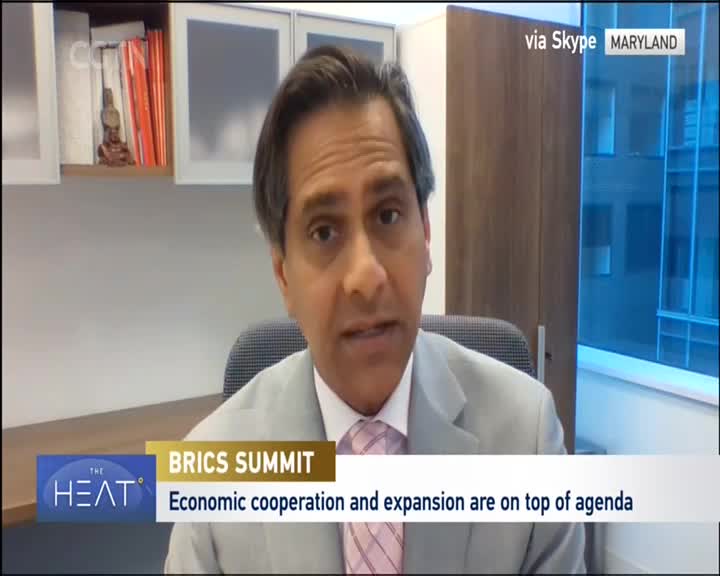 CGTN
via Skype MARYLAND
BRICS SUMMIT
THE
HEAT
Economic cooperation and expansion are on top of agenda